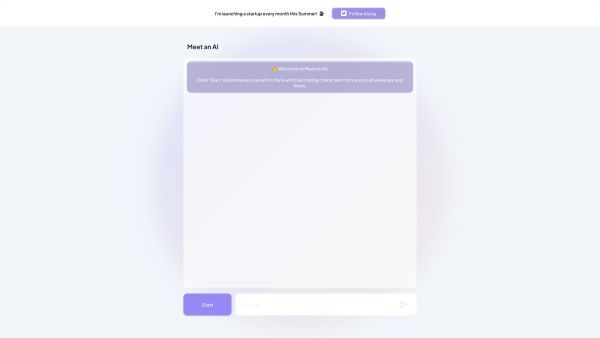 I'm launching a startup every month this Summer!
Follow Along
Meet an AI
👋 Welcome to Meet an AI!
Click 'Start' and immerse yourself in chats with fascinating characters from across all universes and
times.
Start